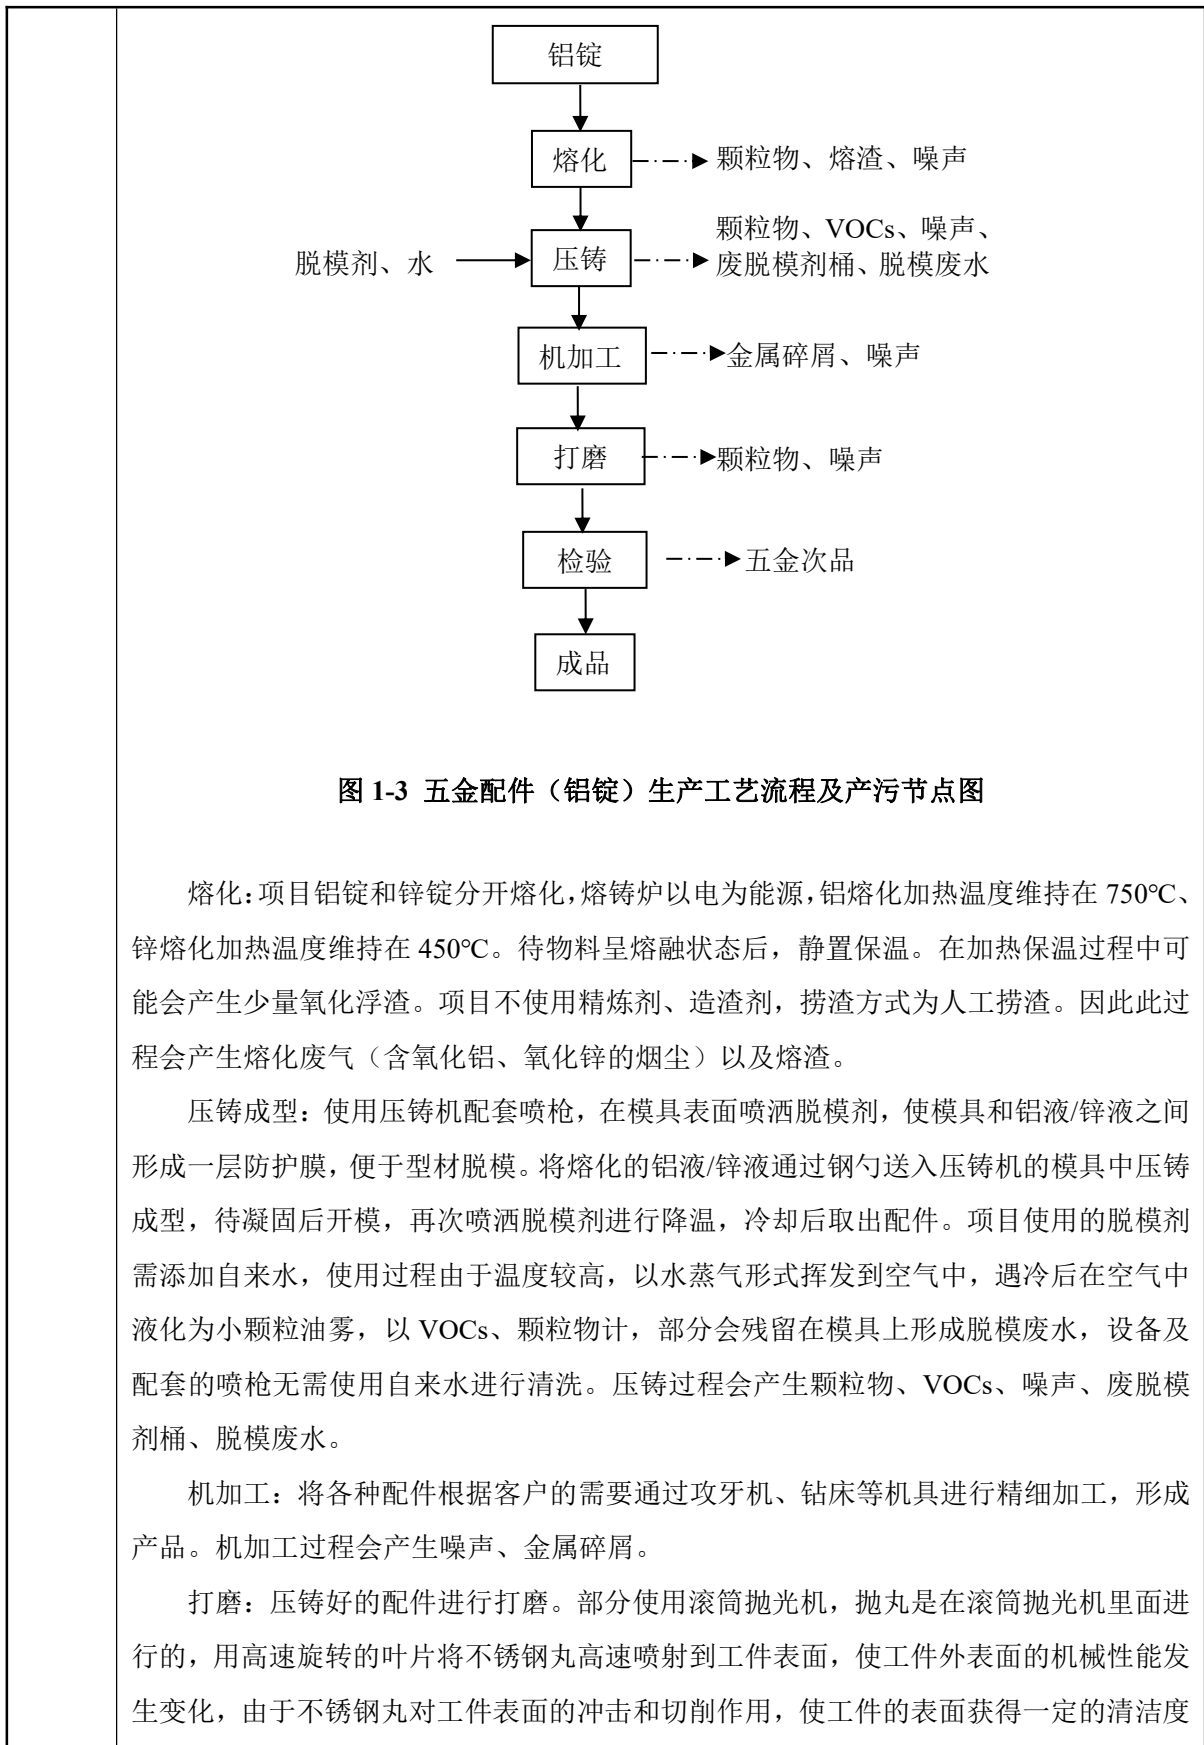 铝锭
熔化
颗粒物、熔渣、噪声
脱模剂、水
压铸
颗粒物、VOCs、噪声、
废脱模剂桶、脱模废水
机加工
金属碎屑、噪声
打磨
颗粒物、噪声
检验
五金次品
成品
图 1-3 五金配件（铝锭）生产工艺流程及产污节点图
熔化：项目铝锭和锌锭分开熔化，熔铸炉以电为能源，铝熔化加热温度维持在 750℃、
锌熔化加热温度维持在 450℃。待物料呈熔融状态后，静置保温。在加热保温过程中可
能会产生少量氧化浮渣。项目不使用精炼剂、造渣剂，捞渣方式为人工捞渣。因此此过
程会产生熔化废气（含氧化铝、氧化锌的烟尘）以及熔渣。
压铸成型：使用压铸机配套喷枪，在模具表面喷洒脱模剂，使模具和铝液/锌液之间
形成一层防护膜，便于型材脱模。将熔化的铝液/锌液通过钢勺送入压铸机的模具中压铸
成型，待凝固后开模，再次喷洒脱模剂进行降温，冷却后取出配件。项目使用的脱模剂
需添加自来水，使用过程由于温度较高，以水蒸气形式挥发到空气中，遇冷后在空气中
液化为小颗粒油雾，以 VOCs、颗粒物计，部分会残留在模具上形成脱模废水，设备及
配套的喷枪无需使用自来水进行清洗。压铸过程会产生颗粒物、VOCs、噪声、废脱模
剂桶、脱模废水。
机加工：将各种配件根据客户的需要通过攻牙机、钻床等机具进行精细加工，形成
产品。机加工过程会产生噪声、金属碎屑。
打磨：压铸好的配件进行打磨。部分使用滚筒抛光机，抛丸是在滚筒抛光机里面进
行的，用高速旋转的叶片将不锈钢丸高速喷射到工件表面，使工件外表面的机械性能发
生变化，由于不锈钢丸对工件表面的冲击和切削作用，使工件的表面获得一定的清洁度